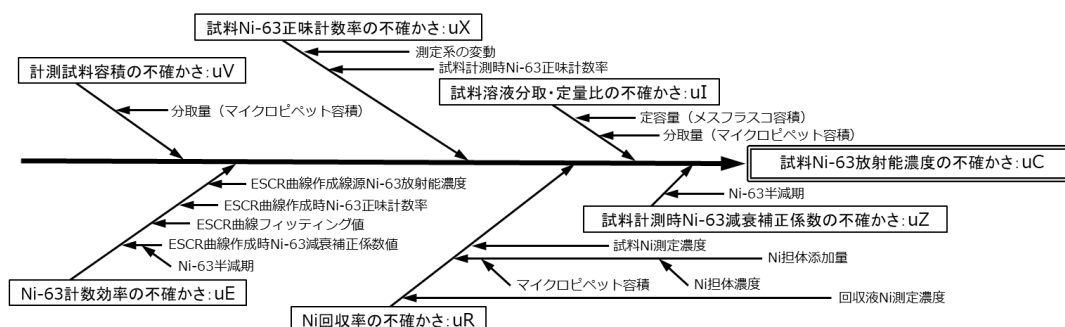 試料Ni-63正味計数率の不確かさ:uX
測定系の変動
試料計測時Ni-63正味計数率
計測試料容積の不確かさ:uV
分取量（マイクロピペット容積）
試料溶液分取・定量比の不確かさ:uI
定容量（メスフラスコ容積）
分取量（マイクロピペット容積）
試料Ni-63放射能濃度の不確かさ:uC
ESCR曲線作成線源Ni-63放射能濃度
ESCR曲線作成時Ni-63正味計数率
ESCR曲線フィッティング値
ESCR曲線作成時Ni-63減衰補正係数値
Ni-63半減期
Ni-63計数効率の不確かさ:uE
Ni-63半減期
試料計測時Ni-63減衰補正係数の不確かさ:uZ
試料Ni測定濃度
Ni担体添加量
マイクロピペット容積
Ni担体濃度
回収液Ni測定濃度
Ni回収率の不確かさ:uR